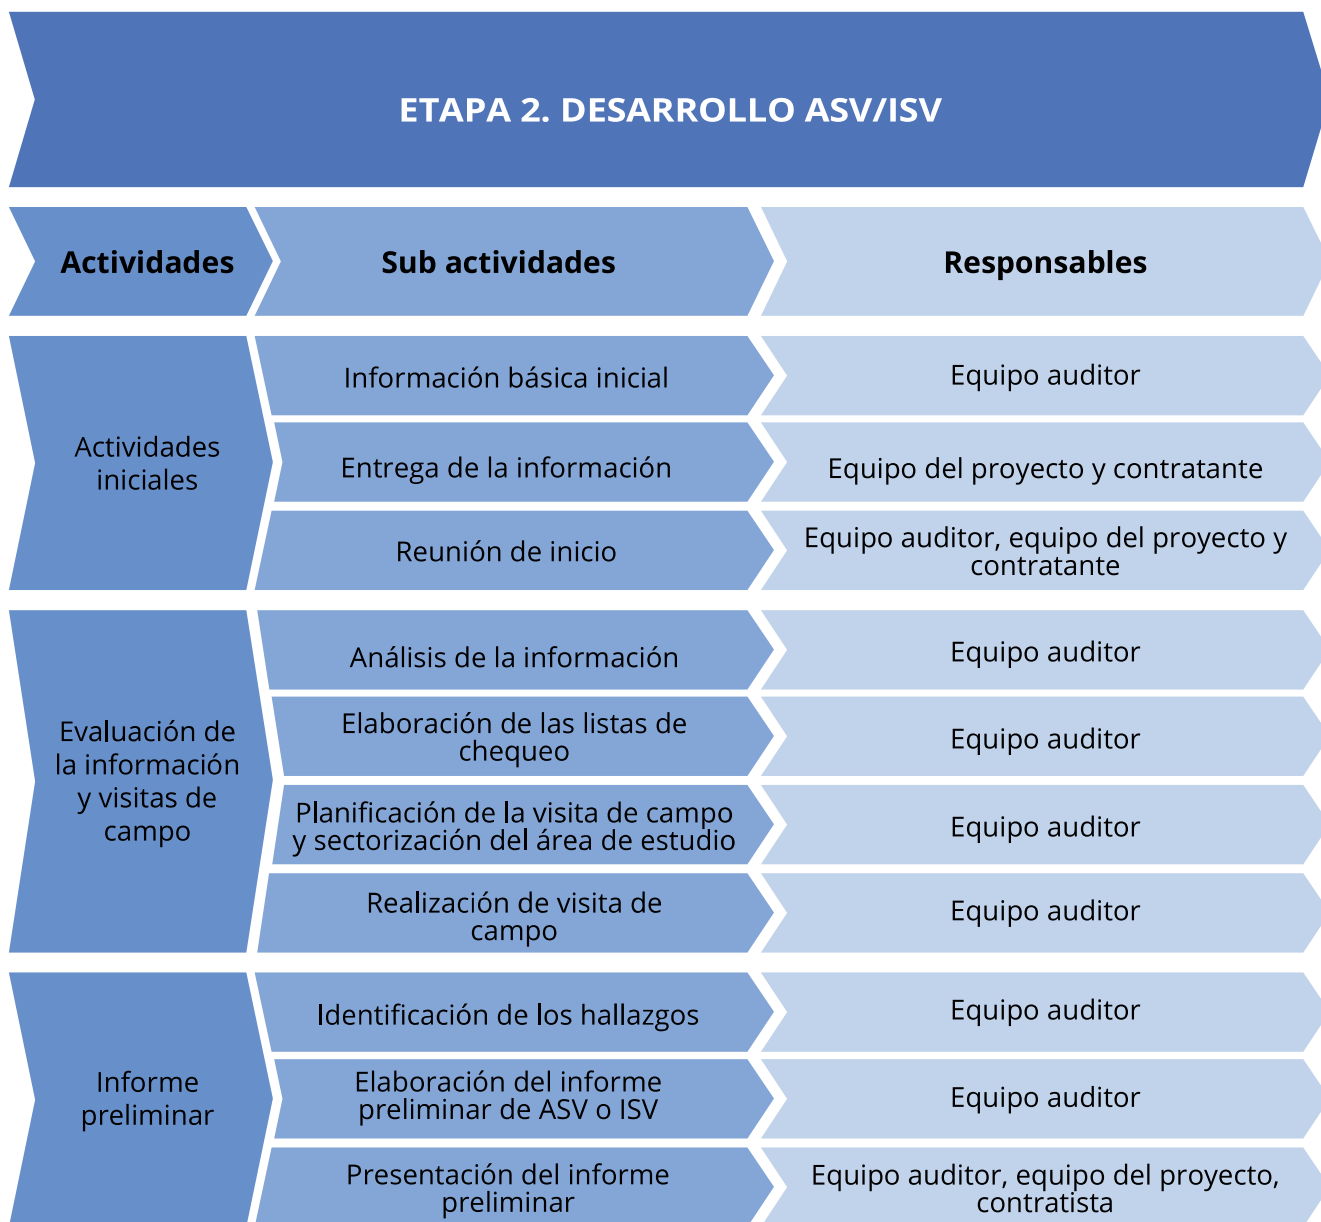 ETAPA 2. DESARROLLO ASV/ISV
Actividades
Sub actividades
Responsables
Actividades
iniciales
Información básica inicial
Equipo auditor
Entrega de la información
Equipo del proyecto y contratante
Reunión de inicio
Equipo auditor, equipo del proyecto y
contratante
Evaluación de
la información
y visitas de
campo
Análisis de la información
Equipo auditor
Elaboración de las listas de
chequeo
Equipo auditor
Planificación de la visita de campo
y sectorización del área de estudio
Equipo auditor
Realización de visita de
campo
Equipo auditor
Informe
preliminar
Identificación de los hallazgos
Equipo auditor
Elaboración del informe
preliminar de ASV o ISV
Equipo auditor
Presentación del informe
preliminar
Equipo auditor, equipo del proyecto,
contratista